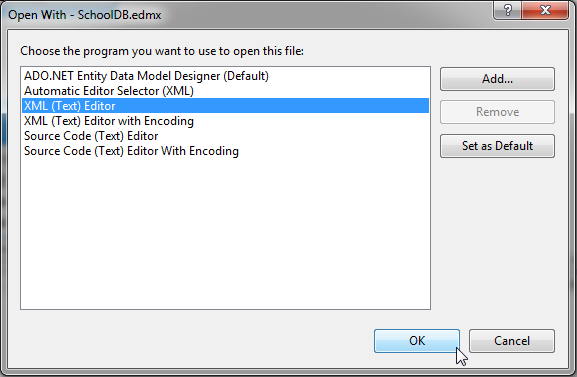 Open With - SchoolDB.edmx
?
Choose the program you want to use to open this file:
ADO.NET Entity Data Model Designer (Default)
Automatic Editor Selector (XML)
XML (Text) Editor
XML (Text) Editor with Encoding
Source Code (Text) Editor
Source Code (Text) Editor With Encoding
Add...
Remove
Set as Default
OK
Cancel